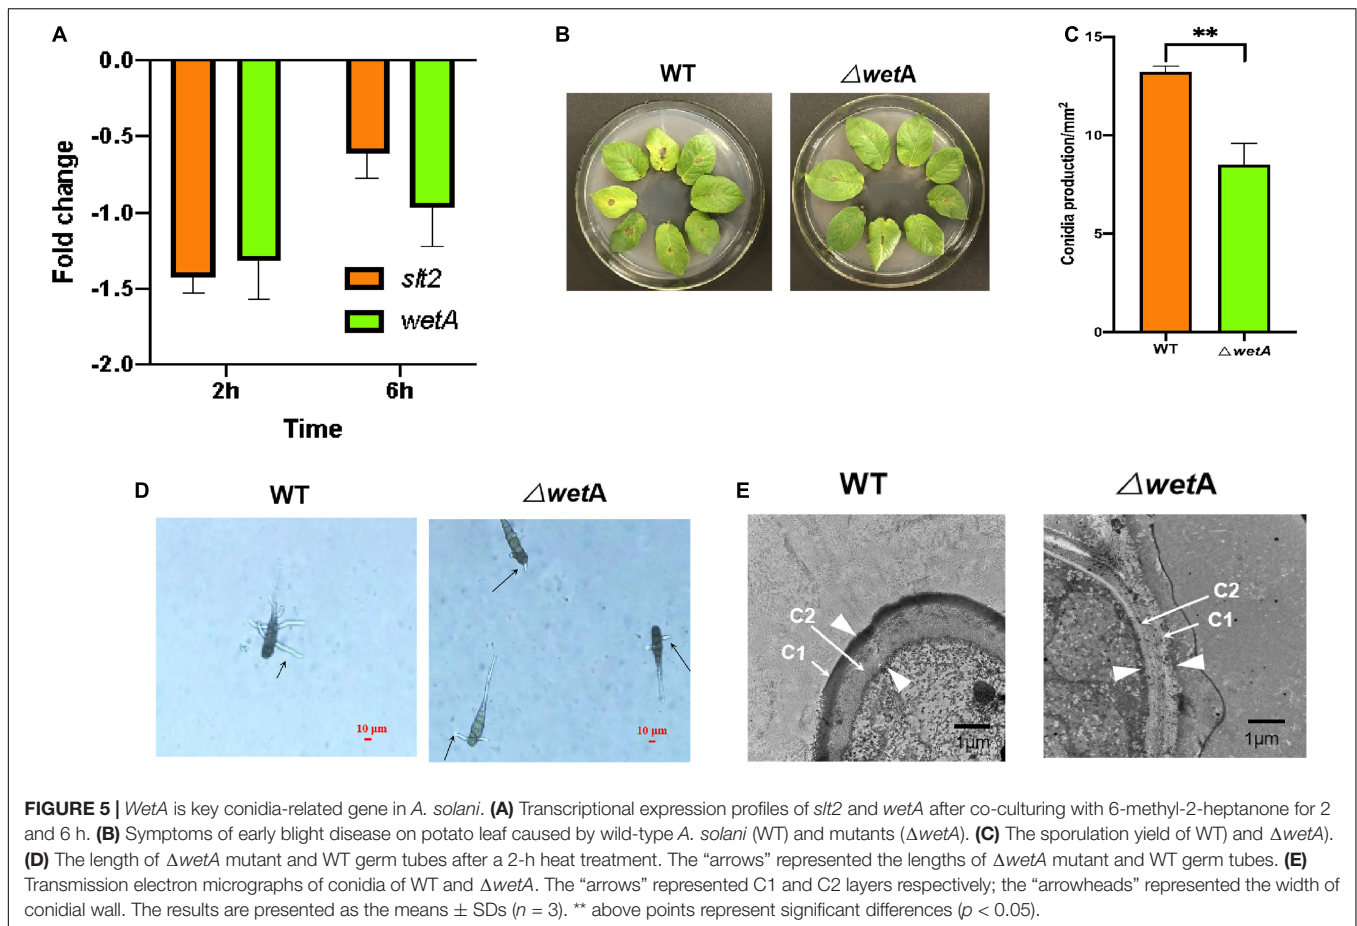 A
0.0
-0.5
-1.0
-1.5
-2.0
Fold change
slt2
wetA
2h
6h
Time
B
WT
△wetA
C
15
10
5
0
Conidia production/mm²
**
WT
△wetA
D
WT
△wetA
10 µm
10 µm
E
WT
△wetA
C2
C1
1µm
C2
C1
1µm
FIGURE 5 | WetA is key conidia-related gene in A. solani. (A) Transcriptional expression profiles of slt2 and wetA after co-culturing with 6-methyl-2-heptanone for 2
and 6 h. (B) Symptoms of early blight disease on potato leaf caused by wild-type A. solani (WT) and mutants (ΔwetA). (C) The sporulation yield of WT) and ΔwetA).
(D) The length of ΔwetA mutant and WT germ tubes after a 2-h heat treatment. The “arrows” represented the lengths of ΔwetA mutant and WT germ tubes. (E)
Transmission electron micrographs of conidia of WT and ΔwetA. The “arrows” represented C1 and C2 layers respectively; the “arrowheads” represented the width of
conidial wall. The results are presented as the means ± SDs (n = 3). ** above points represent significant differences (p < 0.05).